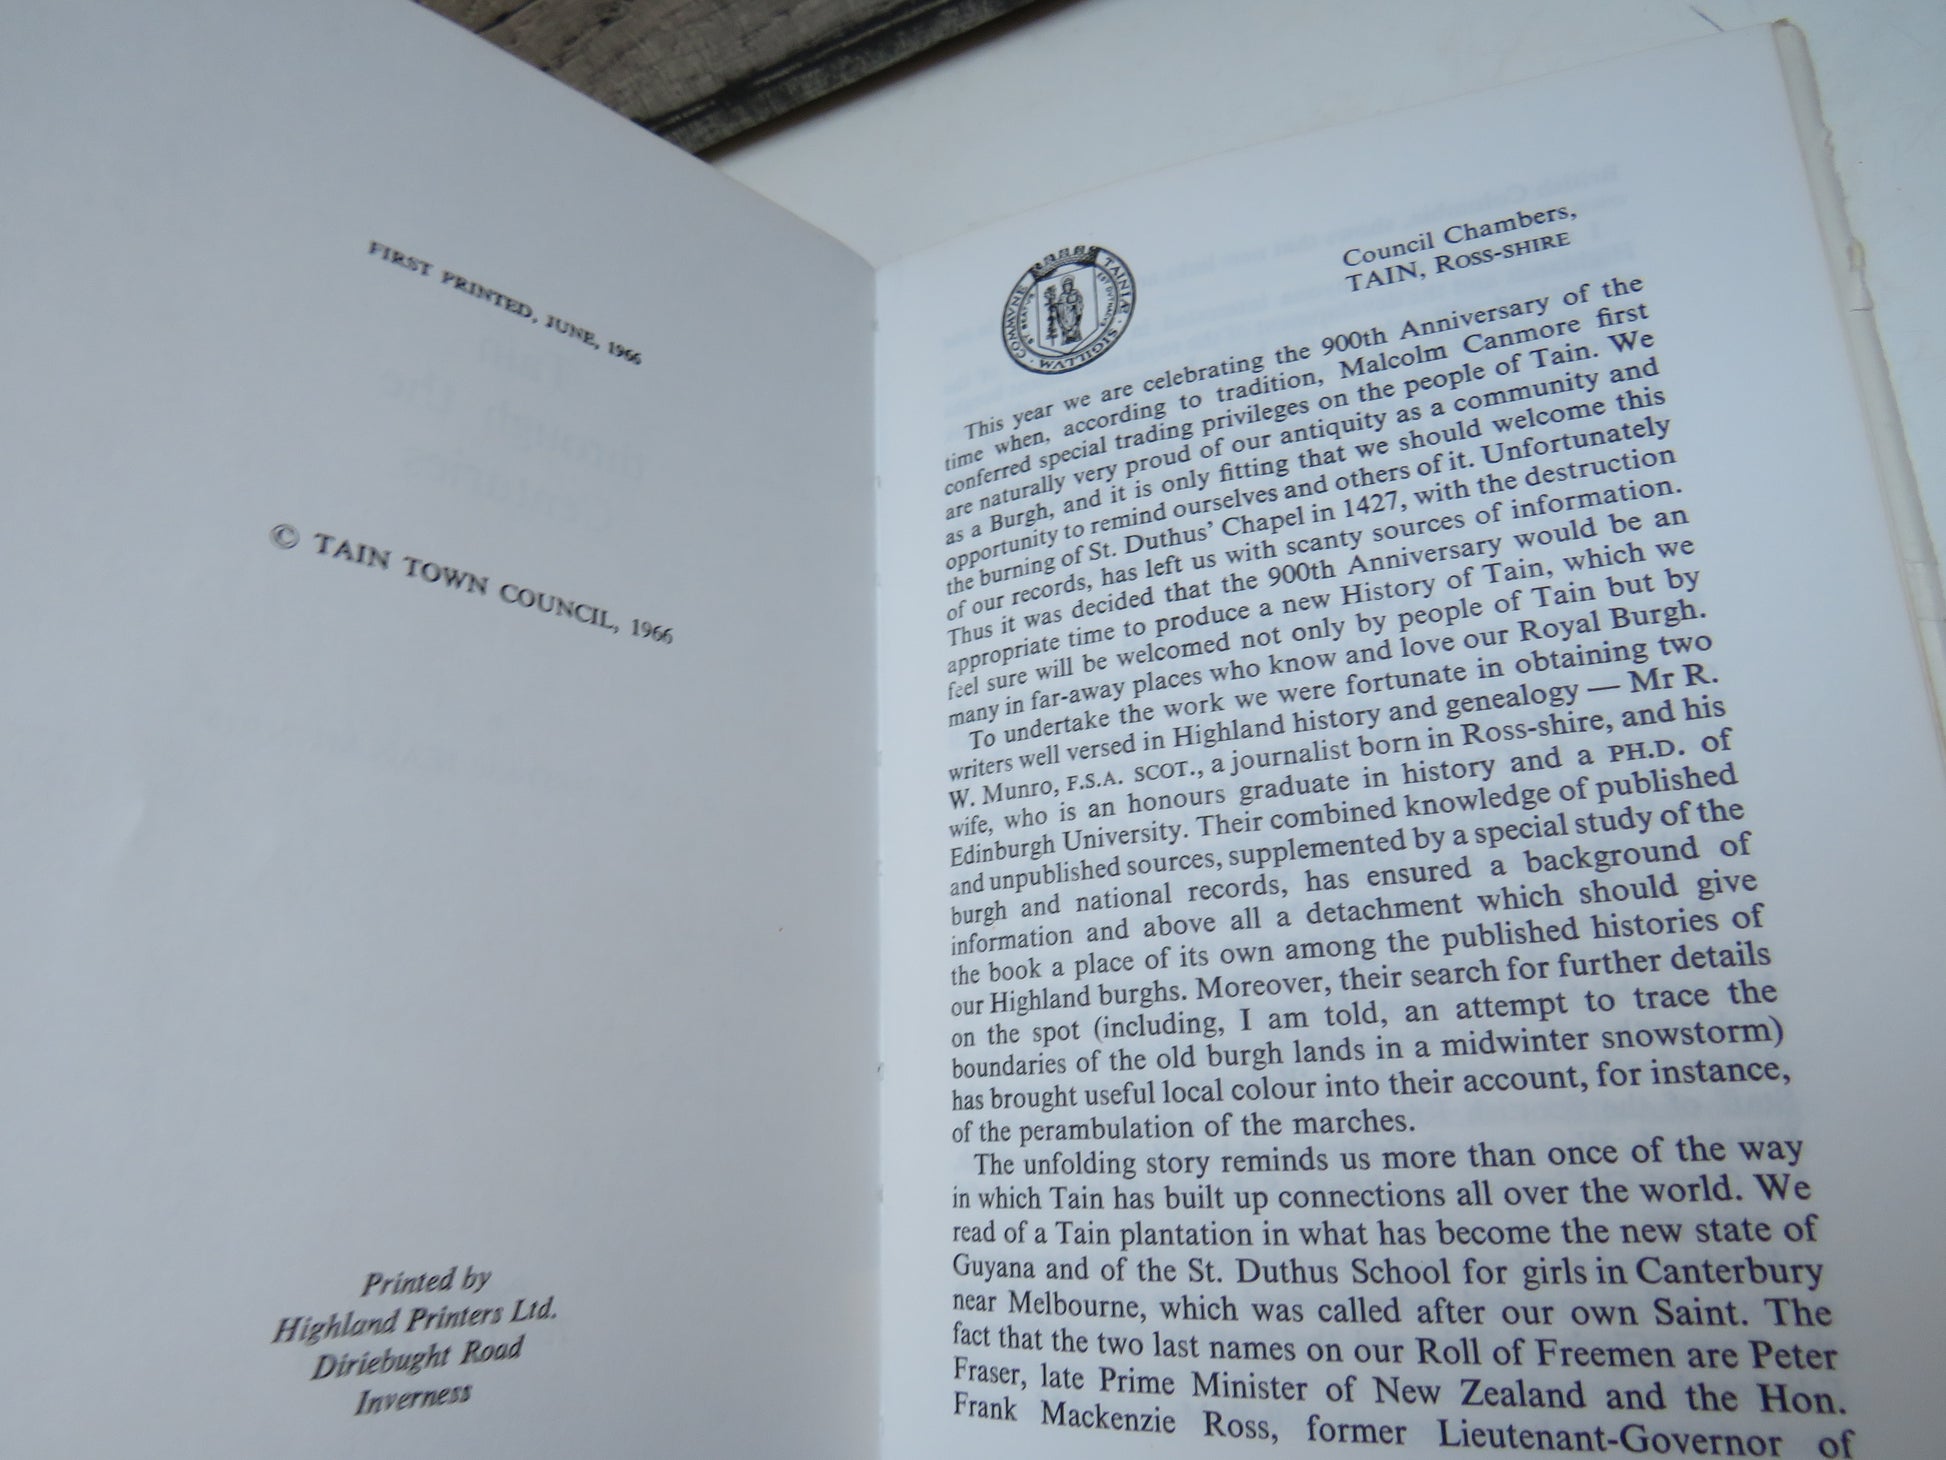 FIRST PRINTED, JUNE, 1966
© TAIN TOWN COUNCIL, 1966
Printed by
Highland Printers Ltd.
Diriebught Road
Inverness
COMMVNE TAINIÆ SIGILLVM
Council Chambers,
TAIN, ROSS-SHIRE
This year we are celebrating the 900th Anniversary of the
time when, according to tradition, Malcolm Canmore first
conferred special trading privileges on the people of Tain. We
are naturally very proud of our antiquity as a community and
as a Burgh, and it is only fitting that we should welcome this
opportunity to remind ourselves and others of it. Unfortunately
the burning of St. Duthus' Chapel in 1427, with the destruction
of our records, has left us with scanty sources of information.
Thus it was decided that the 900th Anniversary would be an
appropriate time to produce a new History of Tain, which we
feel sure will be welcomed not only by people of Tain but by
many in far-away places who know and love our Royal Burgh.
To undertake the work we were fortunate in obtaining two
writers well versed in Highland history and genealogy — Mr R.
W. Munro, F.S.A. SCOT., a journalist born in Ross-shire, and his
wife, who is an honours graduate in history and a PH.D. of
Edinburgh University. Their combined knowledge of published
and unpublished sources, supplemented by a special study of the
burgh and national records, has ensured a background of
information and above all a detachment which should give
the book a place of its own among the published histories of
our Highland burghs. Moreover, their search for further details
on the spot (including, I am told, an attempt to trace the
boundaries of the old burgh lands in a midwinter snowstorm)
has brought useful local colour into their account, for instance,
of the perambulation of the marches.
The unfolding story reminds us more than once of the way
in which Tain has built up connections all over the world. We
read of a Tain plantation in what has become the new state of
Guyana and of the St. Duthus School for girls in Canterbury
near Melbourne, which was called after our own Saint. The
fact that the two last names on our Roll of Freemen are Peter
Fraser, late Prime Minister of New Zealand and the Hon.
Frank Mackenzie Ross, former Lieutenant-Governor of